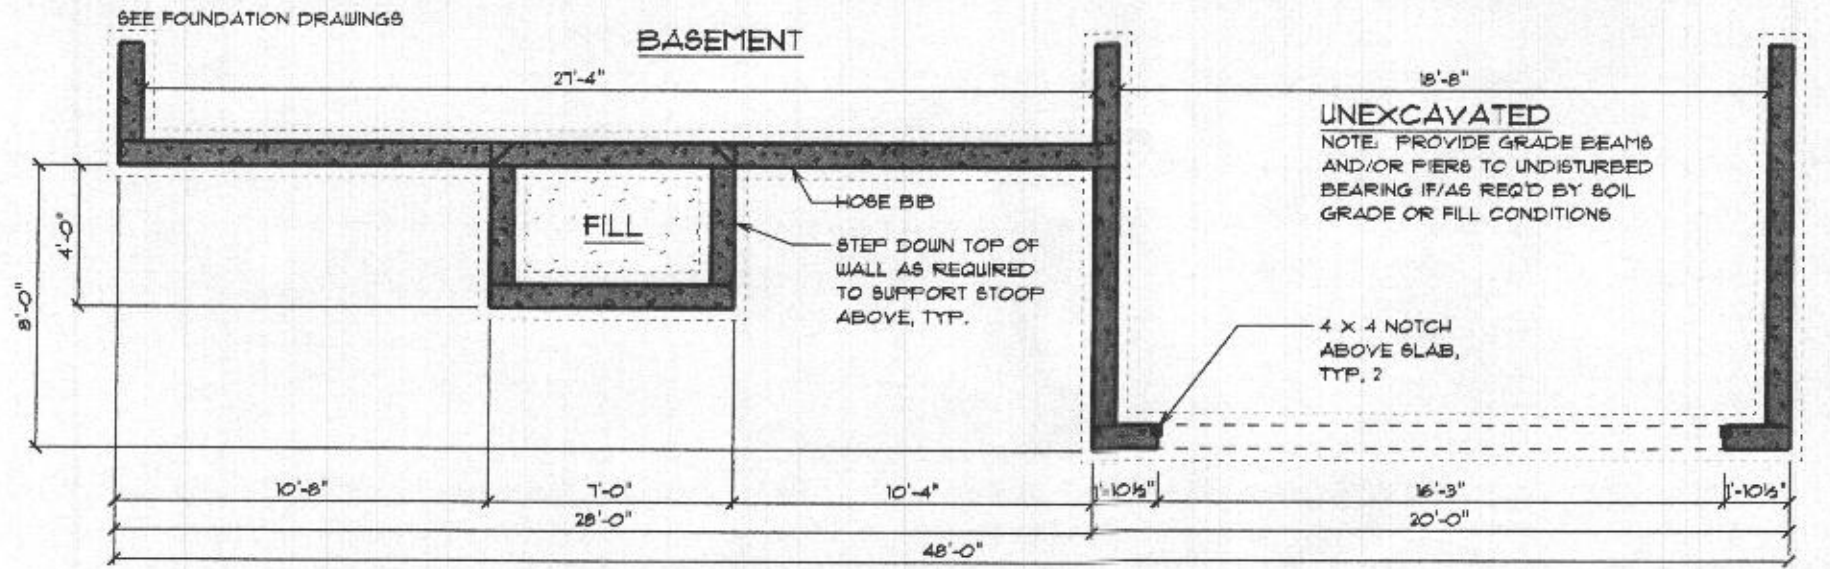 SEE FOUNDATION DRAWINGS
BASEMENT
27'-4"
18'-8"
UNEXCAVATED
NOTE: PROVIDE GRADE BEAMS
AND/OR PIERS TO UNDISTURBED
BEARING IF/AS REQ'D BY SOIL
GRADE OR FILL CONDITIONS
HOSE BIB
FILL
STEP DOWN TOP OF
WALL AS REQUIRED
TO SUPPORT STOOP
ABOVE, TYP.
4'-0"
8'-0"
4 X 4 NOTCH
ABOVE SLAB,
TYP. 2
10'-8"
7'-0"
10'-4"
1'-10½"
16'-3"
1'-10½"
28'-0"
20'-0"
48'-0"